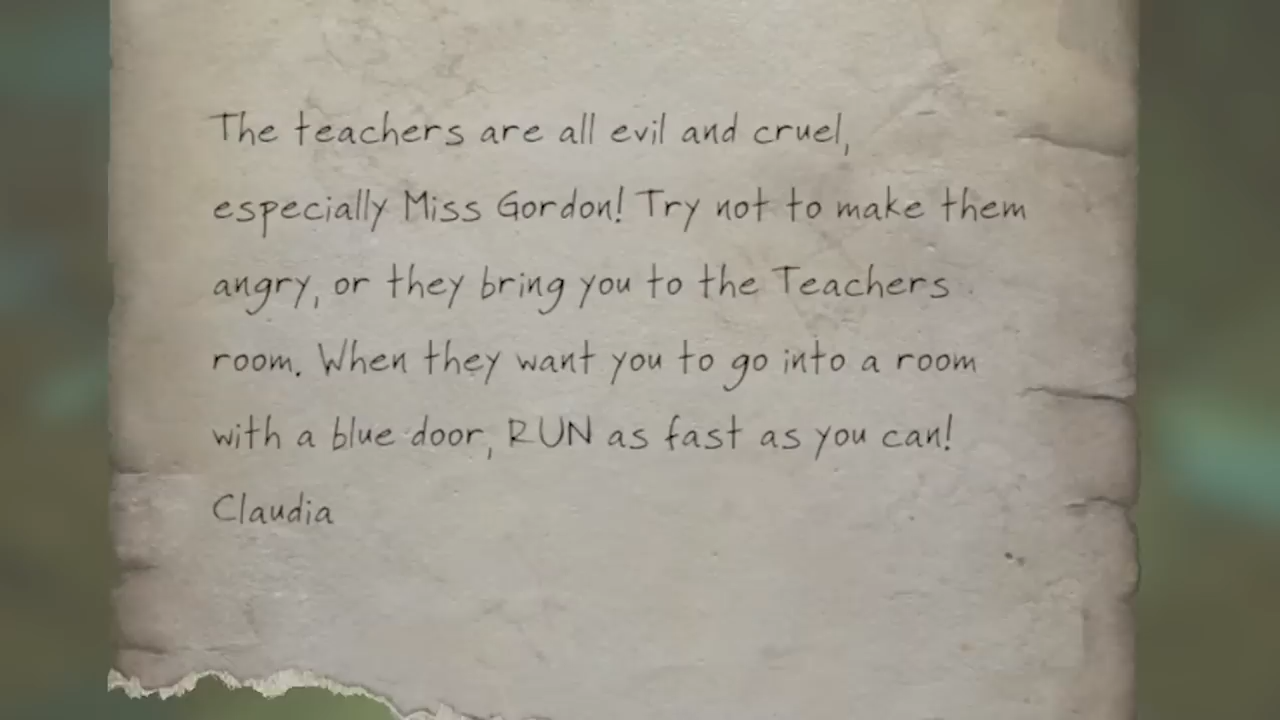 The teachers are all evil and cruel,
especially Miss Gordon! Try not to make them
angry, or they bring you to the Teachers
room. When they want you to go into a room
with a blue door, RUN as fast as you can!
Claudia